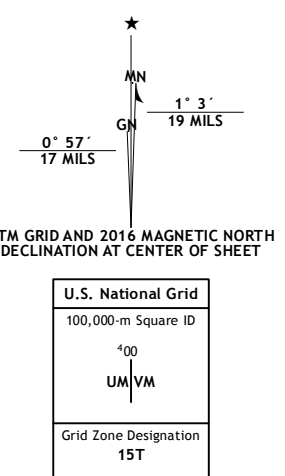 MN
1° 3´
19 MILS
GN
0° 57´
17 MILS
TM GRID AND 2016 MAGNETIC NORTH
DECLINATION AT CENTER OF SHEET
U.S. National Grid
100,000-m Square ID
⁴00
UM VM
Grid Zone Designation
15T